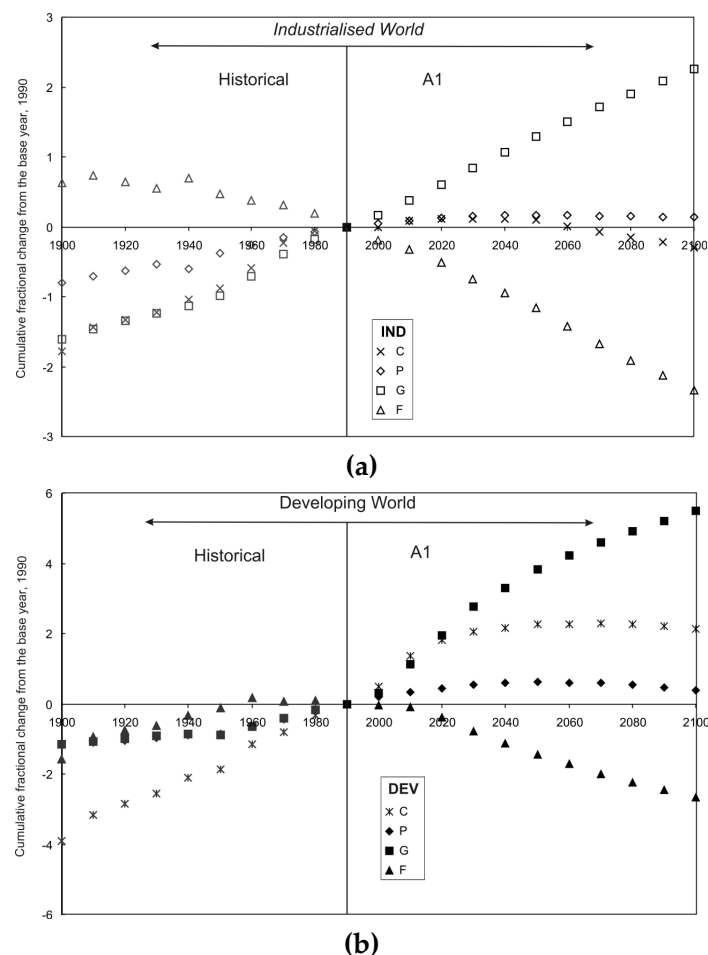 Industrialised World
Historical
A1
Cumulative fractional change from the base year, 1990
3
2
1
0
-1
-2
-3
1900 1920 1940 1960 1980 2000 2020 2040 2060 2080 2100
IND
C
P
G
F
(a)
Developing World
Historical
A1
Cumulative fractional change from the base year, 1990
6
4
2
0
-2
-4
-6
1900 1920 1940 1960 1980 2000 2020 2040 2060 2080 2100
DEV
C
P
G
F
(b)